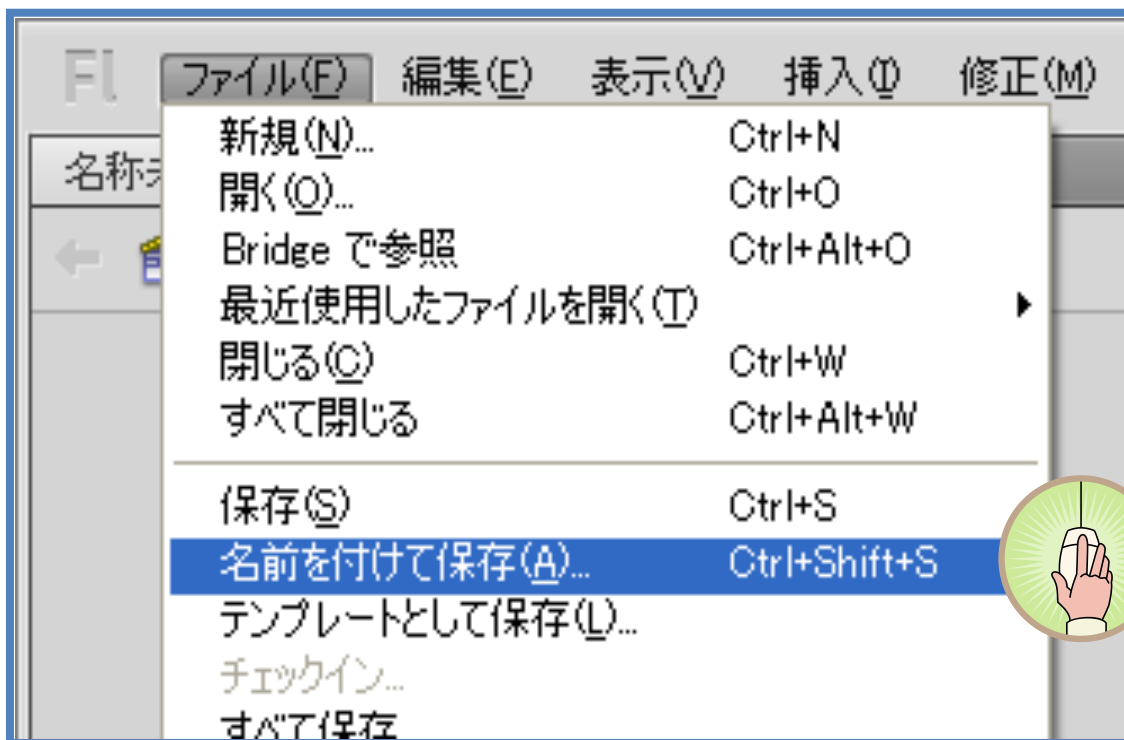 Fl ファイル(F) 編集(E) 表示(V) 挿入(I) 修正(M)
名称
新規(N)... Ctrl+N
開く(O)... Ctrl+O
Bridge で参照 Ctrl+Alt+O
最近使用したファイルを開く(T)
閉じる(C) Ctrl+W
すべて閉じる Ctrl+Alt+W
保存(S) Ctrl+S
名前を付けて保存(A)... Ctrl+Shift+S
テンプレートとして保存(L)...
チェックイン...
すべて保存